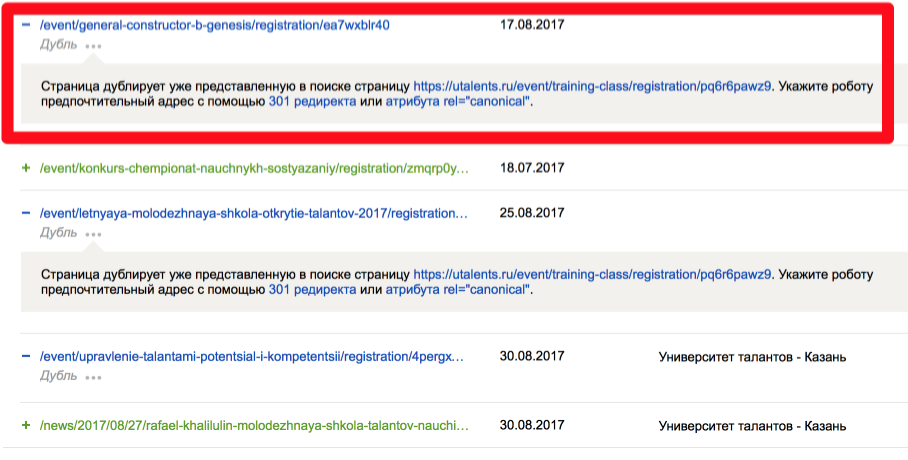 − /event/general-constructor-b-genesis/registration/ea7wxblr40 17.08.2017
Дубль •••
Страница дублирует уже представленную в поиске страницу https://utalents.ru/event/training-class/registration/pq6r6pawz9. Укажите роботу
предпочтительный адрес с помощью 301 редиректа или атрибута rel="canonical".
+ /event/konkurs-chempionat-nauchnykh-sostyazaniy/registration/zmqrp0y... 18.07.2017
− /event/letnyaya-molodezhnaya-shkola-otkrytie-talantov-2017/registration... 25.08.2017
Дубль •••
Страница дублирует уже представленную в поиске страницу https://utalents.ru/event/training-class/registration/pq6r6pawz9. Укажите роботу
предпочтительный адрес с помощью 301 редиректа или атрибута rel="canonical".
− /event/upravlenie-talantami-potentsial-i-kompetentsii/registration/4pergx... 30.08.2017 Университет талантов - Казань
Дубль •••
+ /news/2017/08/27/rafael-khalilulin-molodezhnaya-shkola-talantov-nauchi... 30.08.2017 Университет талантов - Казань